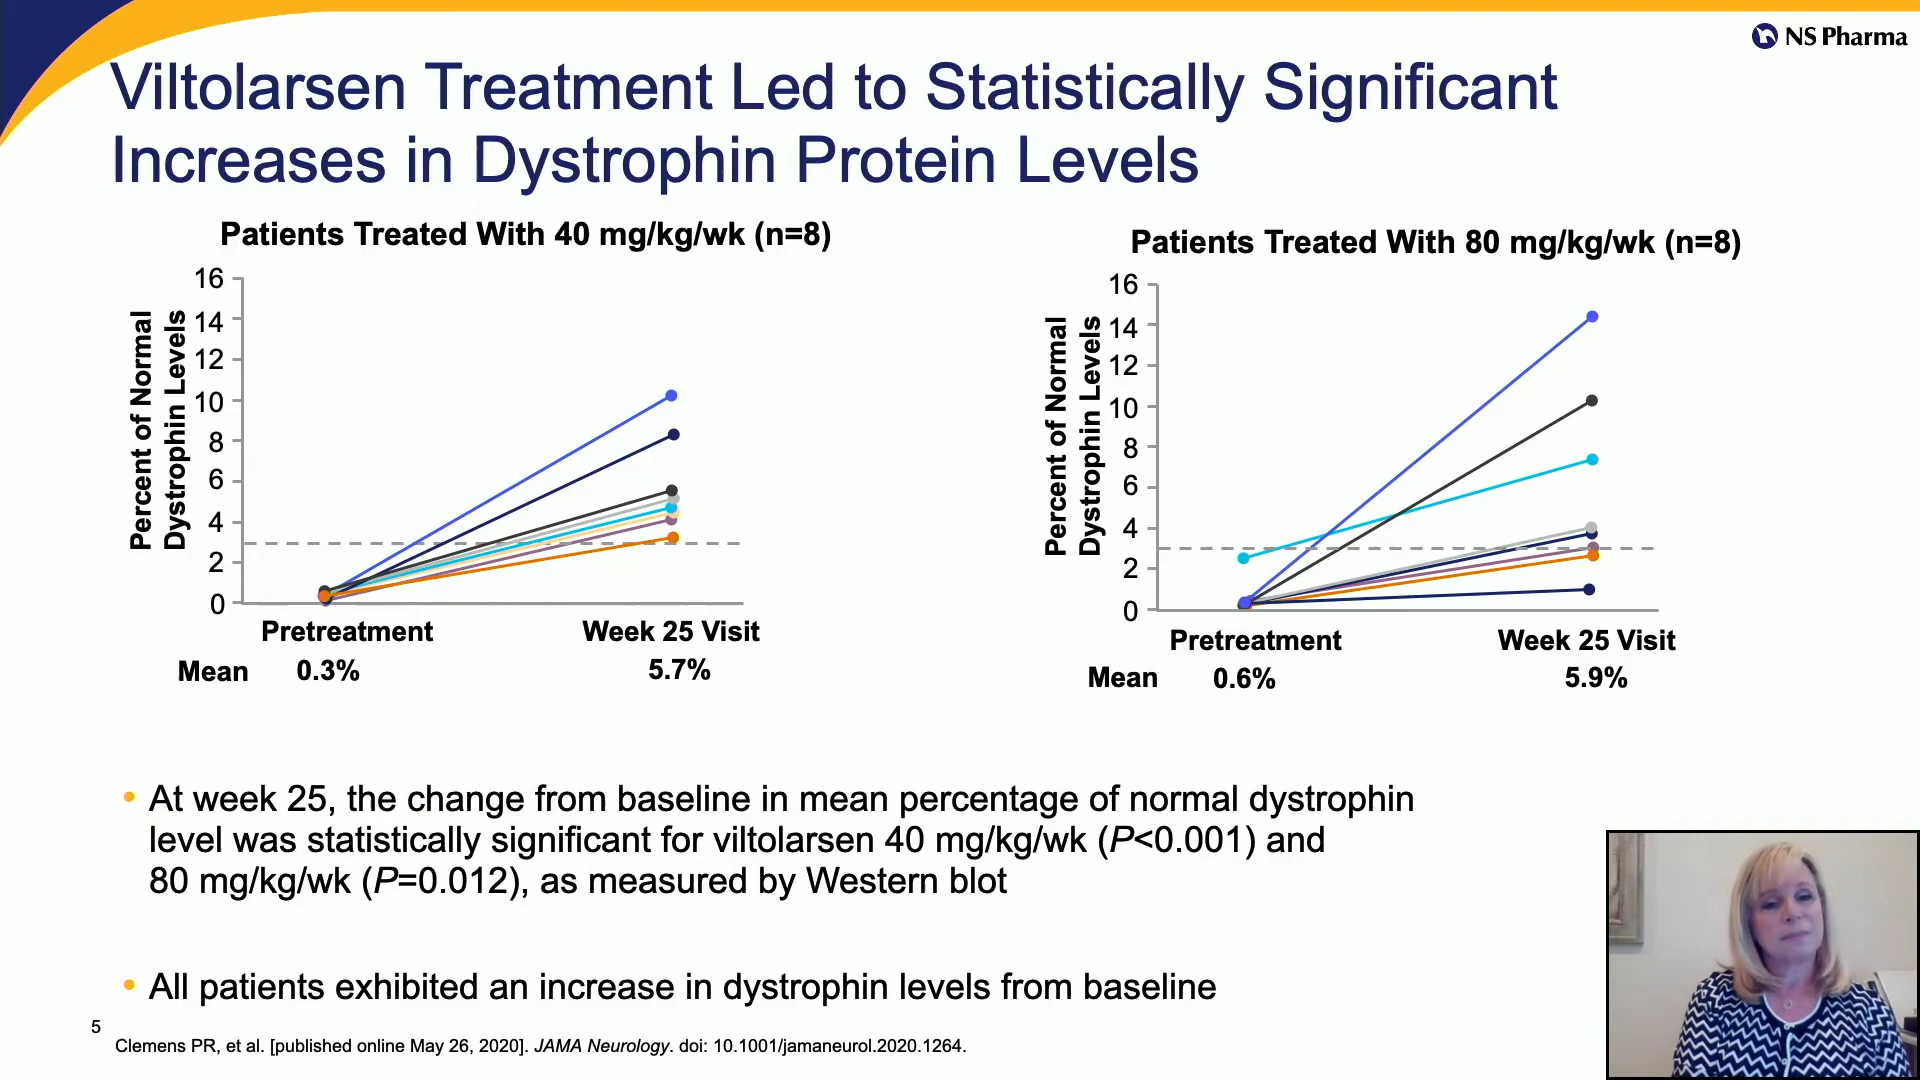 NS Pharma
Viltolarsen Treatment Led to Statistically Significant
Increases in Dystrophin Protein Levels
Patients Treated With 40 mg/kg/wk (n=8)
Percent of Normal
Dystrophin Levels
16
14
12
10
8
6
4
2
0
Pretreatment Week 25 Visit
Mean 0.3% 5.7%
Patients Treated With 80 mg/kg/wk (n=8)
Percent of Normal
Dystrophin Levels
16
14
12
10
8
6
4
2
0
Pretreatment Week 25 Visit
Mean 0.6% 5.9%
• At week 25, the change from baseline in mean percentage of normal dystrophin
level was statistically significant for viltolarsen 40 mg/kg/wk (P<0.001) and
80 mg/kg/wk (P=0.012), as measured by Western blot
• All patients exhibited an increase in dystrophin levels from baseline
5
Clemens PR, et al. [published online May 26, 2020]. JAMA Neurology. doi: 10.1001/jamaneurol.2020.1264.